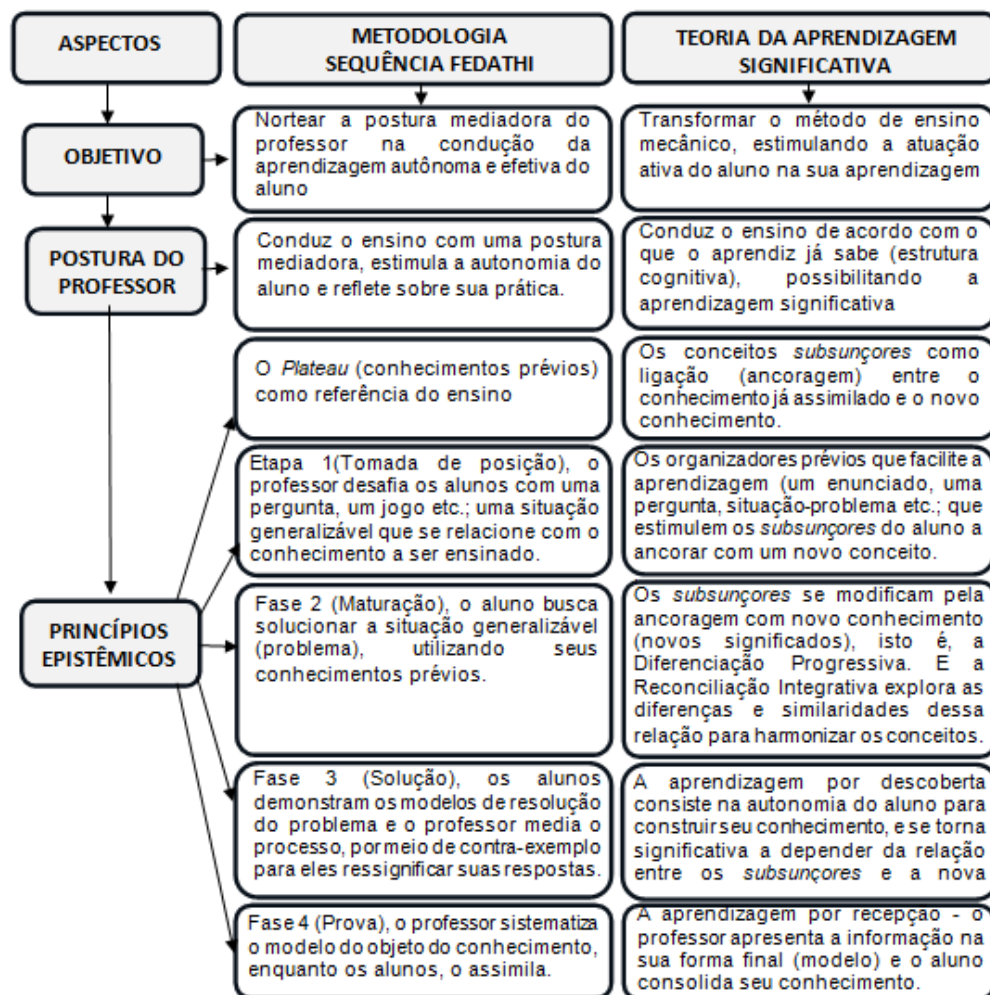 ASPECTOS
METODOLOGIA
SEQUÊNCIA FEDATHI
TEORIA DA APRENDIZAGEM
SIGNIFICATIVA
OBJETIVO
Nortear a postura mediadora do
professor na condução da
aprendizagem autônoma e efetiva do
aluno
Transformar o método de ensino
mecânico, estimulando a atuação
ativa do aluno na sua aprendizagem
POSTURA DO
PROFESSOR
Conduz o ensino com uma postura
mediadora, estimula a autonomia do
aluno e reflete sobre sua prática.
Conduz o ensino de acordo com o
que o aprendiz já sabe (estrutura
cognitiva), possibilitando a
aprendizagem significativa
PRINCÍPIOS
EPISTÊMICOS
O Plateau (conhecimentos prévios)
como referência do ensino
Os conceitos subsunçores como
ligação (ancoragem) entre o
conhecimento já assimilado e o novo
conhecimento.
Etapa 1(Tomada de posição), o
professor desafia os alunos com uma
pergunta, um jogo etc.; uma situação
generalizável que se relacione com o
conhecimento a ser ensinado.
Os organizadores prévios que facilite a
aprendizagem (um enunciado, uma
pergunta, situação-problema etc.; que
estimulem os subsunçores do aluno a
ancorar com um novo conceito.
Fase 2 (Maturação), o aluno busca
solucionar a situação generalizável
(problema), utilizando seus
conhecimentos prévios.
Os subsunçores se modificam pela
ancoragem com novo conhecimento
(novos significados), isto é, a
Diferenciação Progressiva. E a
Reconciliação Integrativa explora as
diferenças e similaridades dessa
relação para harmonizar os conceitos.
Fase 3 (Solução), os alunos
demonstram os modelos de resolução
do problema e o professor media o
processo, por meio de contra-exemplo
para eles ressignificar suas respostas.
A aprendizagem por descoberta
consiste na autonomia do aluno para
construir seu conhecimento, e se torna
significativa a depender da relação
entre os subsunçores e a nova
Fase 4 (Prova), o professor sistematiza
o modelo do objeto do conhecimento,
enquanto os alunos, o assimila.
A aprendizagem por recepção - o
professor apresenta a informação na
sua forma final (modelo) e o aluno
consolida seu conhecimento.